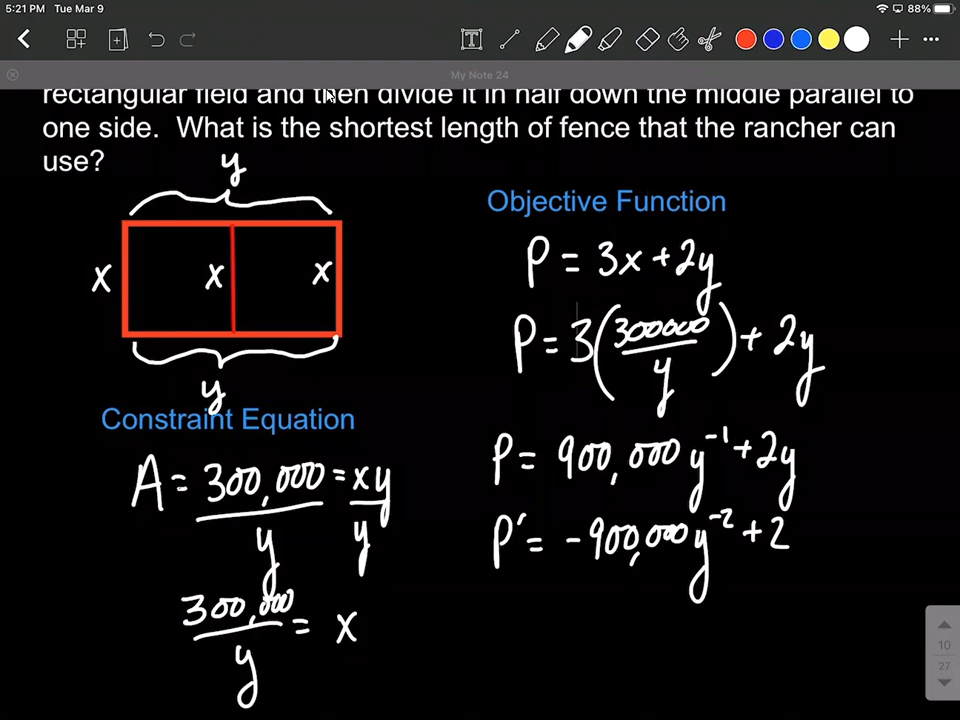 5:21 PM Tue Mar 9
88%
T
My Note 24
rectangular field and then divide it in half down the middle parallel to
one side. What is the shortest length of fence that the rancher can
use?
y
x x x
y
Constraint Equation
A = 300,000 = xy
y y
300,000 = x
y
Objective Function
P = 3x + 2y
P = 3(300000/y) + 2y
P = 900,000 y⁻¹ + 2y
P' = -900,000 y⁻² + 2
10
27